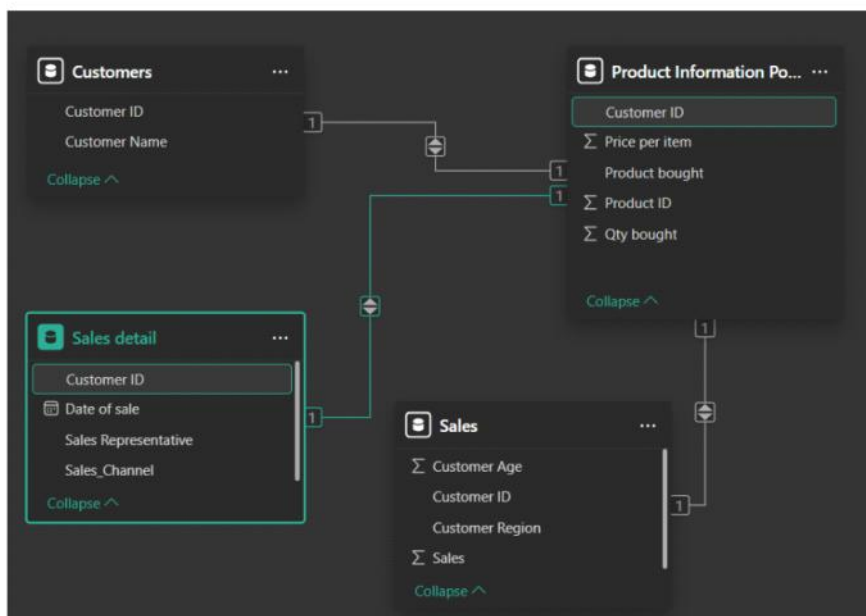 Customers ...
Customer ID
Customer Name
Collapse
1
Product Information Po... ...
Customer ID
Σ Price per item
Product bought
Σ Product ID
Σ Qty bought
Collapse
1
1
1
Sales detail ...
Customer ID
Date of sale
Sales Representative
Sales_Channel
Collapse
1
Sales ...
Σ Customer Age
Customer ID
Customer Region
Σ Sales
Collapse
1